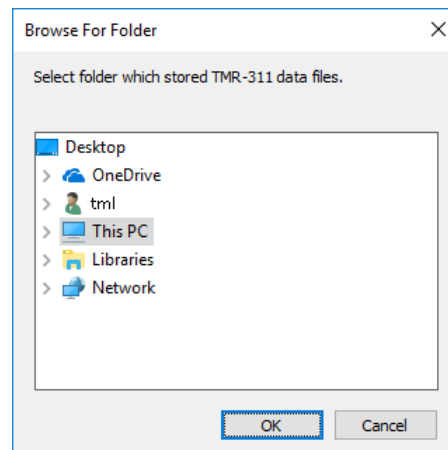 Browse For Folder
Select folder which stored TMR-311 data files.
Desktop
OneDrive
tml
This PC
Libraries
Network
OK
Cancel